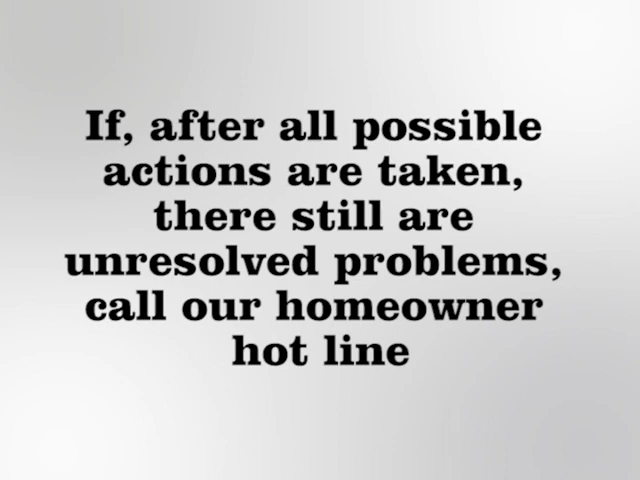 If, after all possible
actions are taken,
there still are
unresolved problems,
call our homeowner
hot line